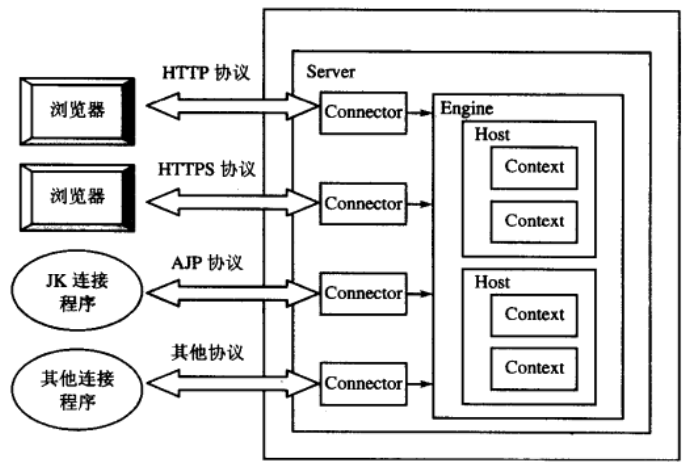 HTTP 协议
Server
浏览器
Connector
Engine
Host
Context
HTTPS 协议
浏览器
Connector
Context
AJP 协议
JK 连接
程序
Connector
Host
Context
其他协议
其他连接
程序
Connector
Context